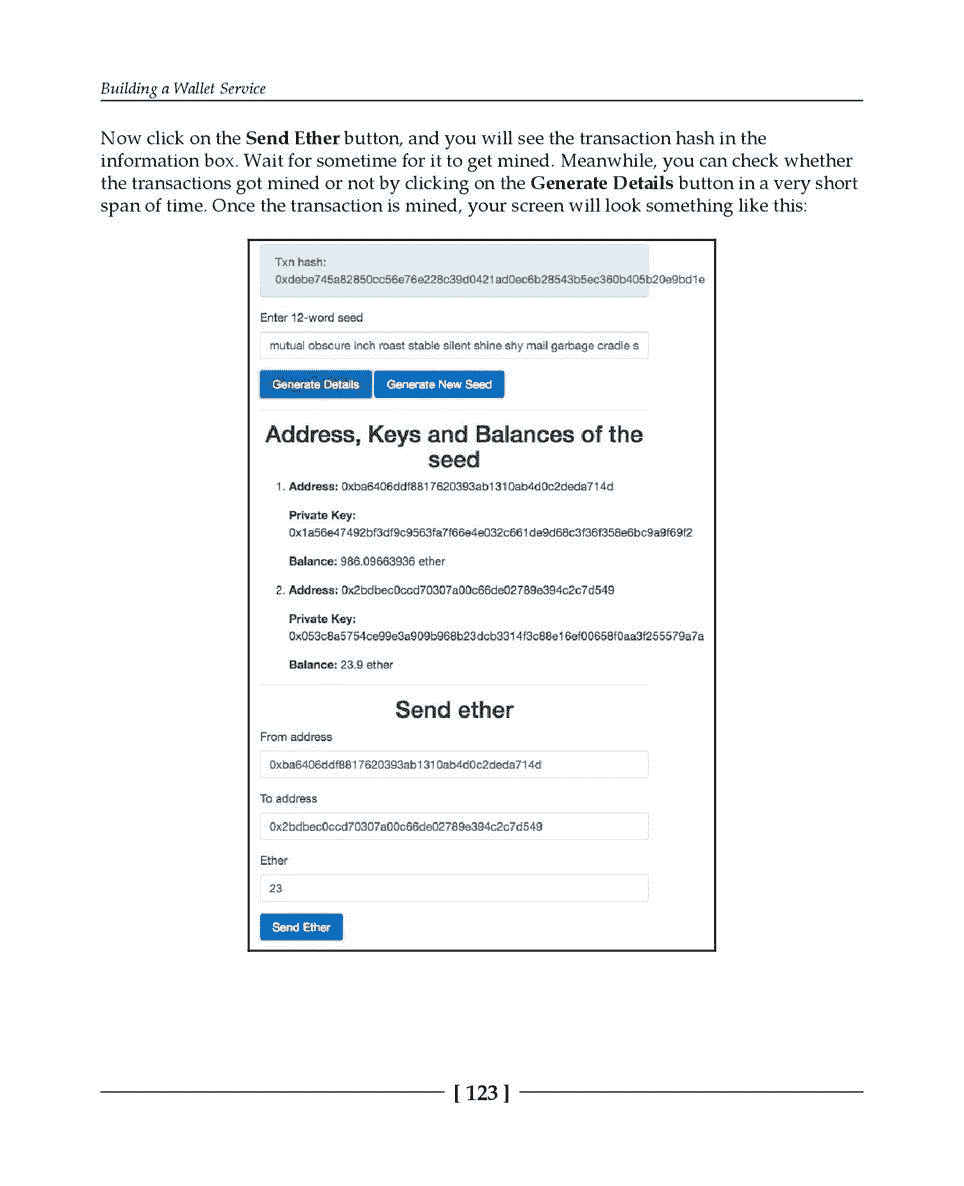 Building a Wallet Service
Now click on the Send Ether button, and you will see the transaction hash in the
information box. Wait for sometime for it to get mined. Meanwhile, you can check whether
the transactions got mined or not by clicking on the Generate Details button in a very short
span of time. Once the transaction is mined, your screen will look something like this:
Txn hash:
0xdebe745a82850cc56e76e228c39d0421ad0ec6b28543b5ec360b405b20e9bd1e
Enter 12-word seed
mutual obscure inch roast stable silent shine shy mail garbage cradle s
Generate Details Generate New Seed
Address, Keys and Balances of the
seed
1. Address: 0xba6406ddf8817620393ab1310ab4d0c2deda714d
Private Key:
0x1a56e47492bf3df9c9563fa7f66e4e032c661de9d68c3f36f358e6bc9a9f69f2
Balance: 986.09663936 ether
2. Address: 0x2bdbec0ccd70307a00c66de02789e394c2c7d549
Private Key:
0x053c8a5754ce99e3a909b968b23dcb3314f3c88e16ef00658f0aa3f255579a7a
Balance: 23.9 ether
Send ether
From address
0xba6406ddf8817620393ab1310ab4d0c2deda714d
To address
0x2bdbec0ccd70307a00c66de02789e394c2c7d549
Ether
23
Send Ether
[ 123 ]